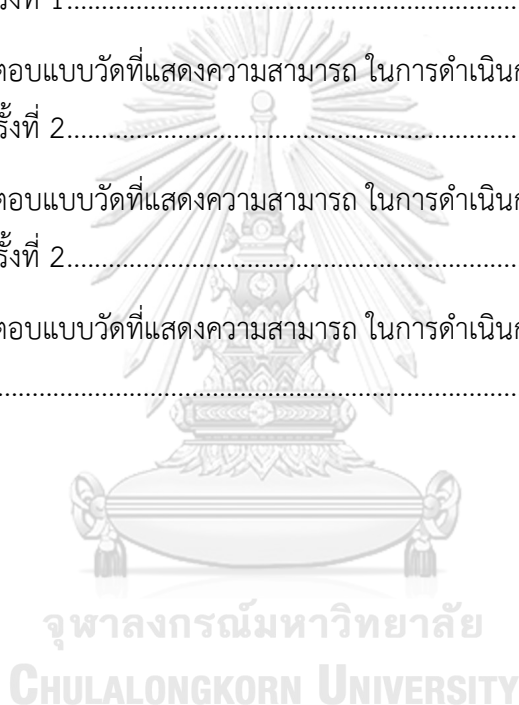 ครั้งที่ 1.......................................................................
ตอบแบบวัดที่แสดงความสามารถ ในการดำเนิน
ครั้งที่ 2.......................................................................
ตอบแบบวัดที่แสดงความสามารถ ในการดำเนิน
ครั้งที่ 2.......................................................................
ตอบแบบวัดที่แสดงความสามารถ ในการดำเนิน
................................................................................
จุฬาลงกรณ์มหาวิทยาลัย
CHULALONGKORN UNIVERSITY